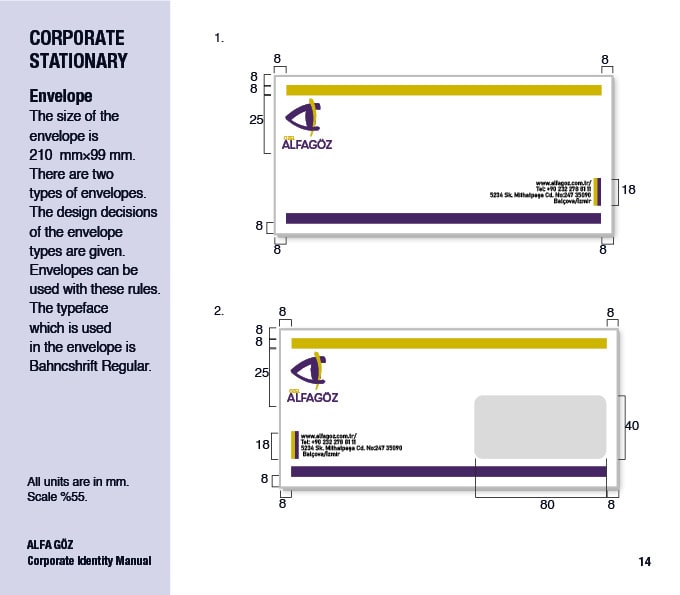 CORPORATE
STATIONARY
Envelope
The size of the
envelope is
210 mm×99 mm.
There are two
types of envelopes.
The design decisions
of the envelope
types are given.
Envelopes can be
used with these rules.
The typeface
which is used
in the envelope is
Bahncshrift Regular.
All units are in mm.
Scale %55.
ALFA GÖZ
Corporate Identity Manual
1.
8
8
8
8
25
ALFAGÖZ
www.alfagoz.com.tr/
Tel: +90 232 278 81 11
5234 Sk. Mithatpaşa Cd. No:247 35090
Balçova/İzmir
18
8
8
8
2.
8
8
8
8
25
ALFAGÖZ
www.alfagoz.com.tr/
Tel: +90 232 278 81 11
5234 Sk. Mithatpaşa Cd. No:247 35090
Balçova/İzmir
18
40
8
8
80
8
14